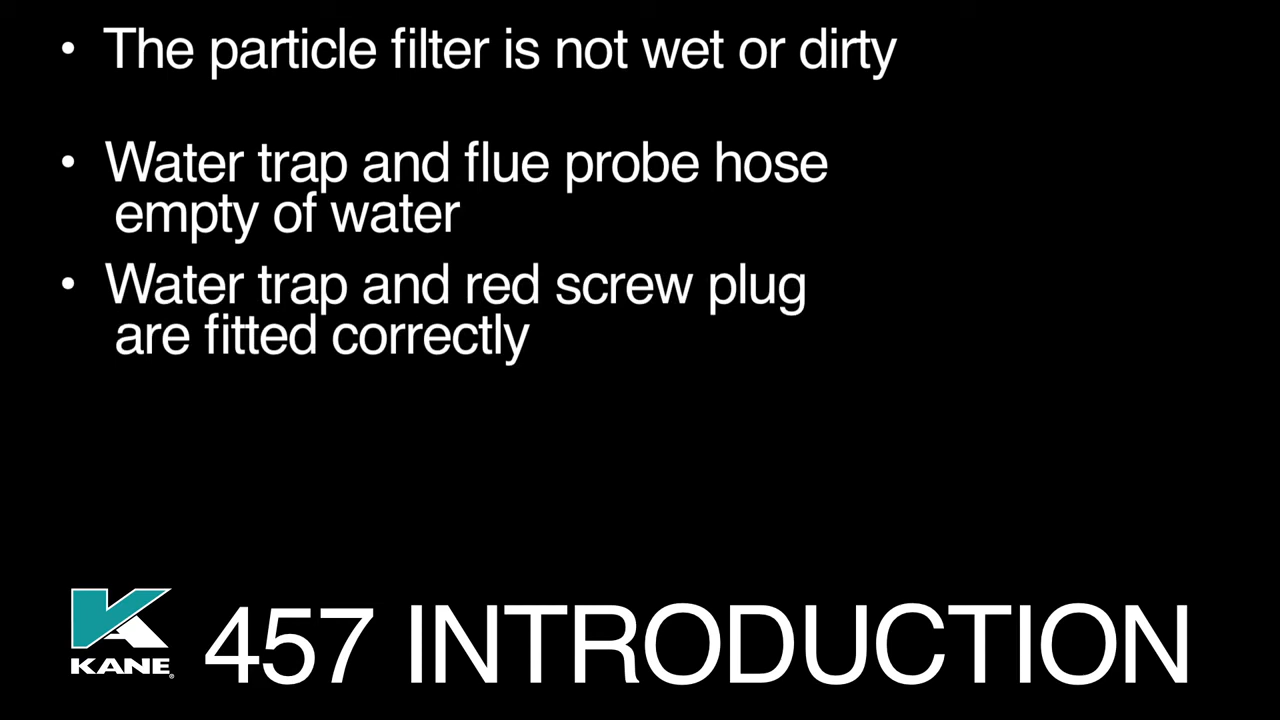 • The particle filter is not wet or dirty
• Water trap and flue probe hose
empty of water
• Water trap and red screw plug
are fitted correctly
KANE®
457 INTRODUCTION